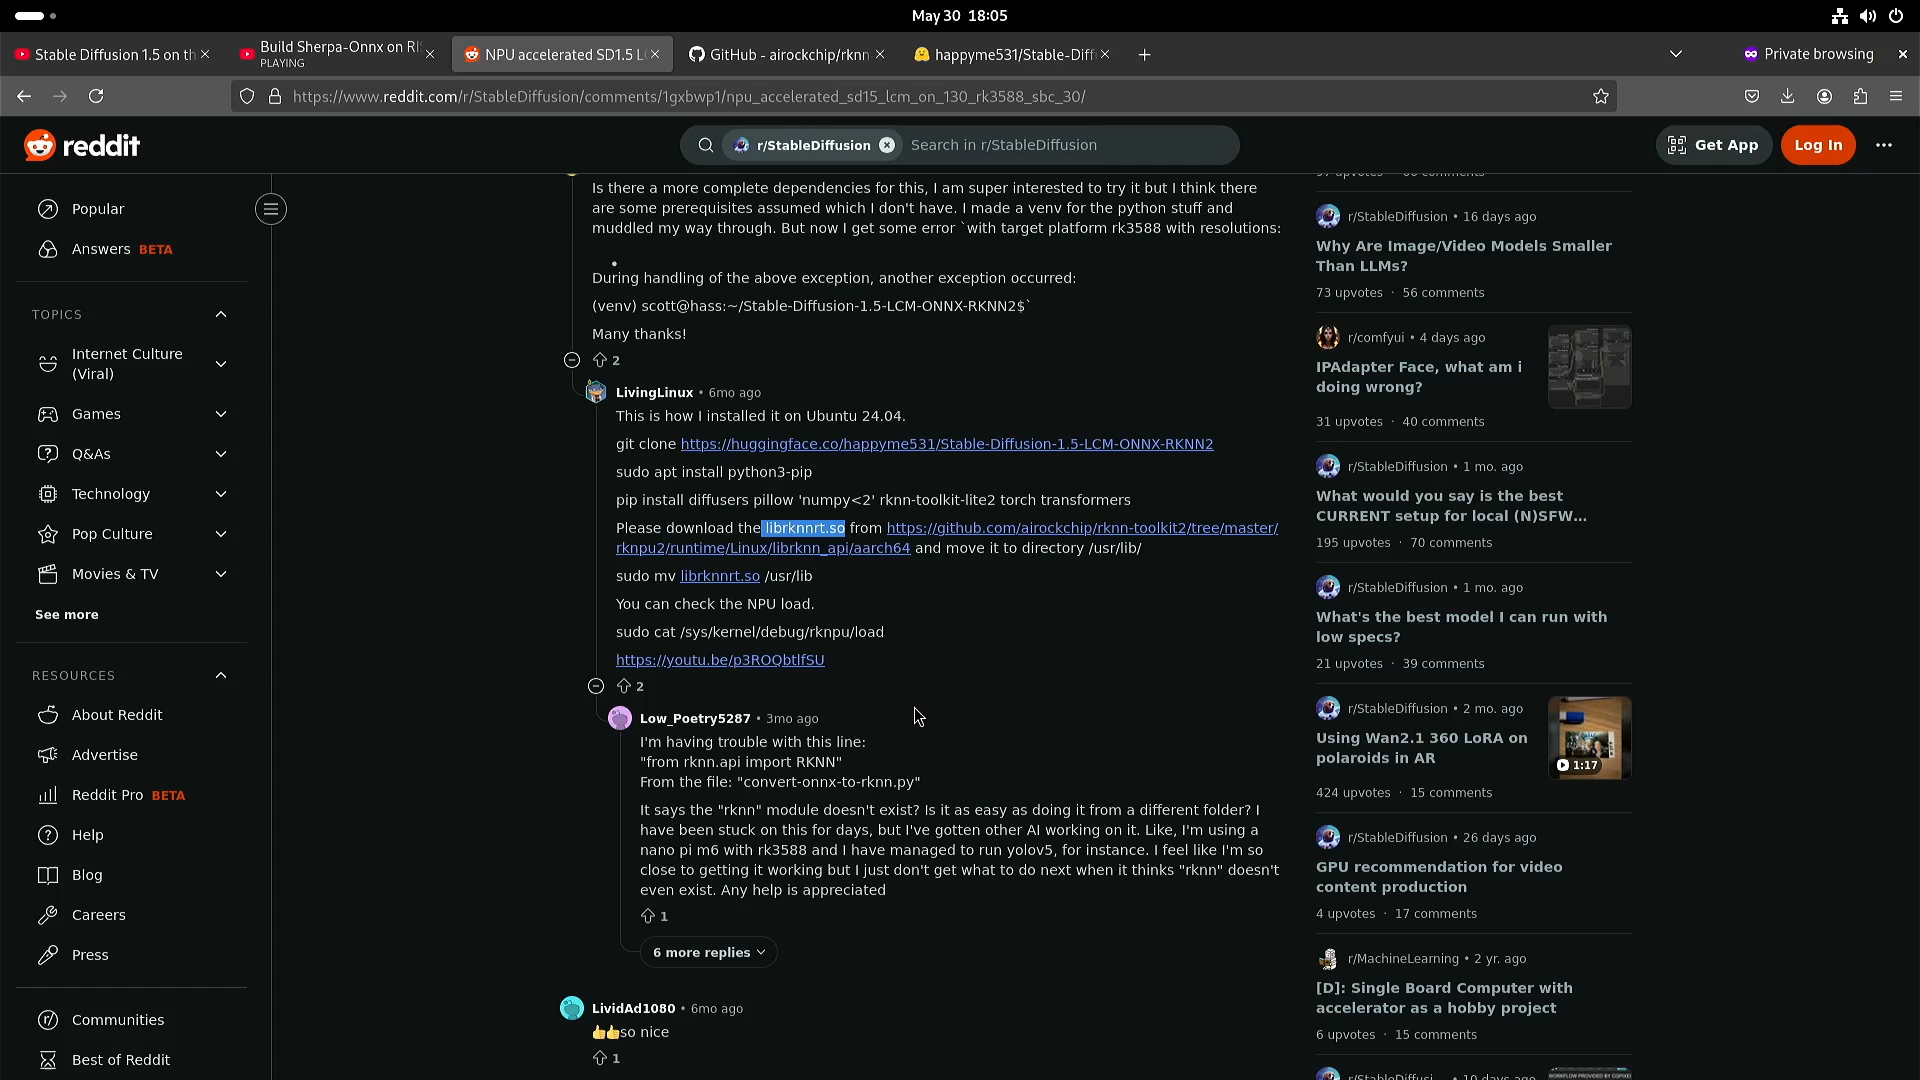 May 30 18:05
Stable Diffusion 1.5 on th
Build Sherpa-Onnx on RI
PLAYING
NPU accelerated SD1.5 L
GitHub - airockchip/rknn
happyme531/Stable-Diff
Private browsing
https://www.reddit.com/r/StableDiffusion/comments/1gxbwp1/npu_accelerated_sd15_lcm_on_130_rk3588_sbc_30/
reddit
r/StableDiffusion
Search in r/StableDiffusion
Get App
Log In
Popular
Answers BETA
TOPICS
Internet Culture
(Viral)
Games
Q&As
Technology
Pop Culture
Movies & TV
See more
RESOURCES
About Reddit
Advertise
Reddit Pro BETA
Help
Blog
Careers
Press
Communities
Best of Reddit
Is there a more complete dependencies for this, I am super interested to try it but I think there
are some prerequisites assumed which I don't have. I made a venv for the python stuff and
muddled my way through. But now I get some error `with target platform rk3588 with resolutions:
•
During handling of the above exception, another exception occurred:
(venv) scott@hass:~/Stable-Diffusion-1.5-LCM-ONNX-RKNN2$`
Many thanks!
2
LivingLinux • 6mo ago
This is how I installed it on Ubuntu 24.04.
git clone https://huggingface.co/happyme531/Stable-Diffusion-1.5-LCM-ONNX-RKNN2
sudo apt install python3-pip
pip install diffusers pillow 'numpy<2' rknn-toolkit-lite2 torch transformers
Please download the librknnrt.so from https://github.com/airockchip/rknn-toolkit2/tree/master/
rknpu2/runtime/Linux/librknn_api/aarch64 and move it to directory /usr/lib/
sudo mv librknnrt.so /usr/lib
You can check the NPU load.
sudo cat /sys/kernel/debug/rknpu/load
https://youtu.be/p3ROQbtlfSU
2
Low_Poetry5287 • 3mo ago
I'm having trouble with this line:
"from rknn.api import RKNN"
From the file: "convert-onnx-to-rknn.py"
It says the "rknn" module doesn't exist? Is it as easy as doing it from a different folder? I
have been stuck on this for days, but I've gotten other AI working on it. Like, I'm using a
nano pi m6 with rk3588 and I have managed to run yolov5, for instance. I feel like I'm so
close to getting it working but I just don't get what to do next when it thinks "rknn" doesn't
even exist. Any help is appreciated
1
6 more replies
LividAd1080 • 6mo ago
👍👍so nice
1
r/StableDiffusion • 16 days ago
Why Are Image/Video Models Smaller
Than LLMs?
73 upvotes · 56 comments
r/comfyui • 4 days ago
IPAdapter Face, what am i
doing wrong?
31 upvotes · 40 comments
r/StableDiffusion • 1 mo. ago
What would you say is the best
CURRENT setup for local (N)SFW...
195 upvotes · 70 comments
r/StableDiffusion • 1 mo. ago
What's the best model I can run with
low specs?
21 upvotes · 39 comments
r/StableDiffusion • 2 mo. ago
Using Wan2.1 360 LoRA on
polaroids in AR
1:17
424 upvotes · 15 comments
r/StableDiffusion • 26 days ago
GPU recommendation for video
content production
4 upvotes · 17 comments
r/MachineLearning • 2 yr. ago
[D]: Single Board Computer with
accelerator as a hobby project
6 upvotes · 15 comments
r/StableDiffusi... • 10 days ago